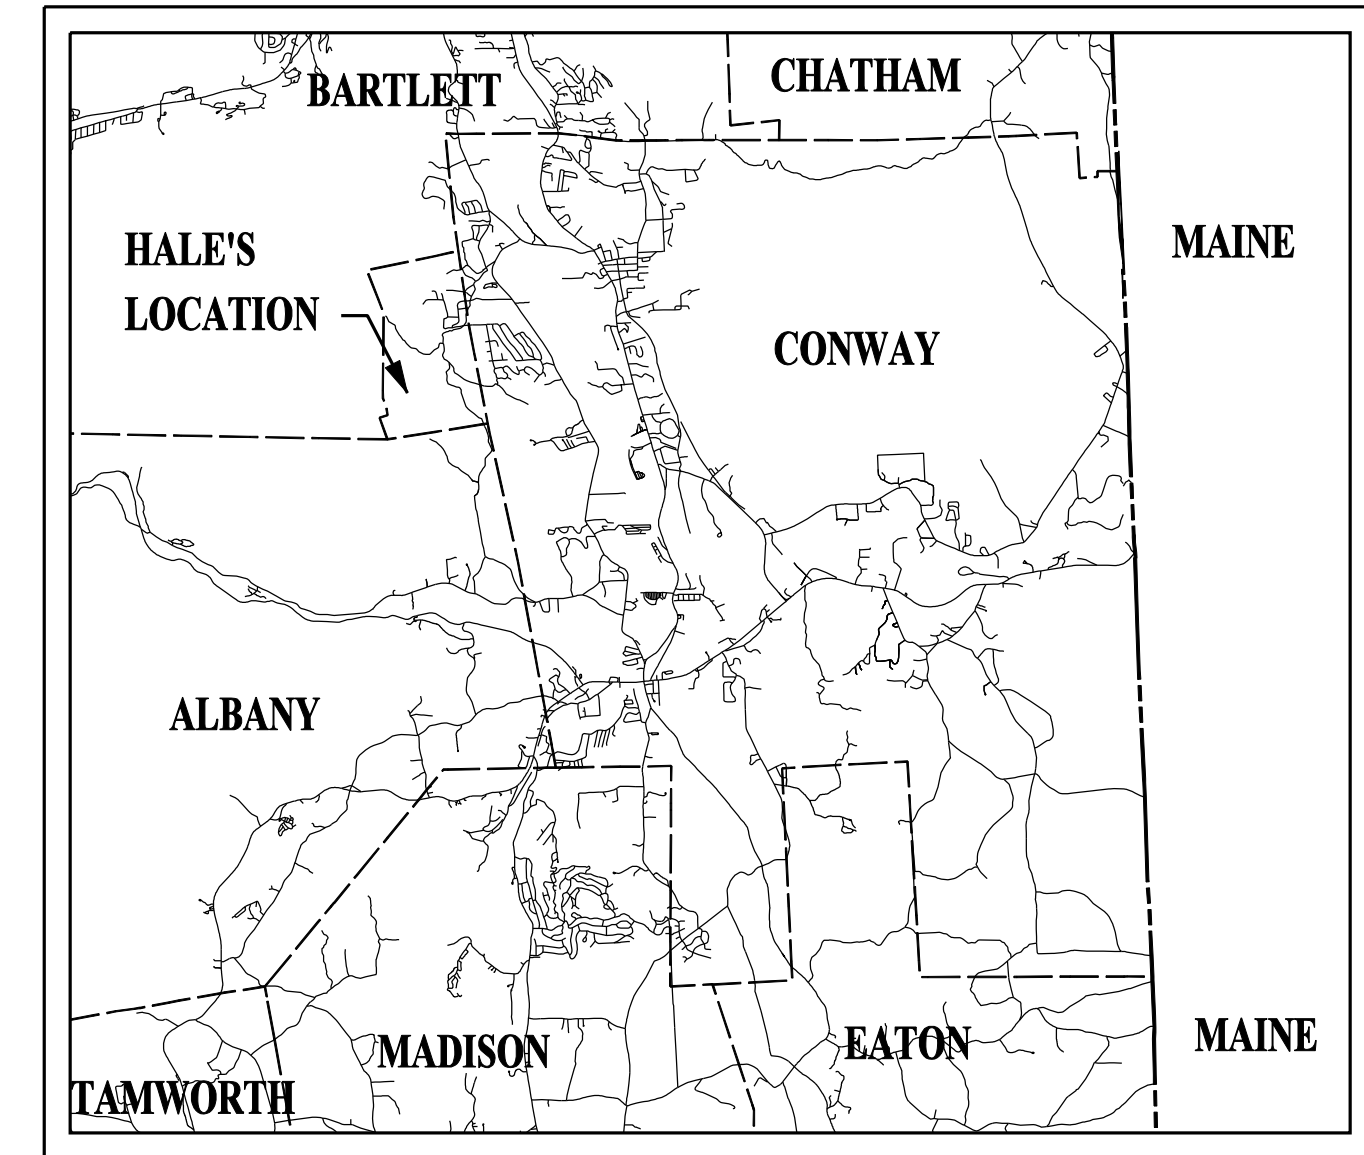 BARTLETT
CHATHAM
HALE'S
LOCATION
MAINE
CONWAY
ALBANY
MADISON
EATON
MAINE
TAMWORTH